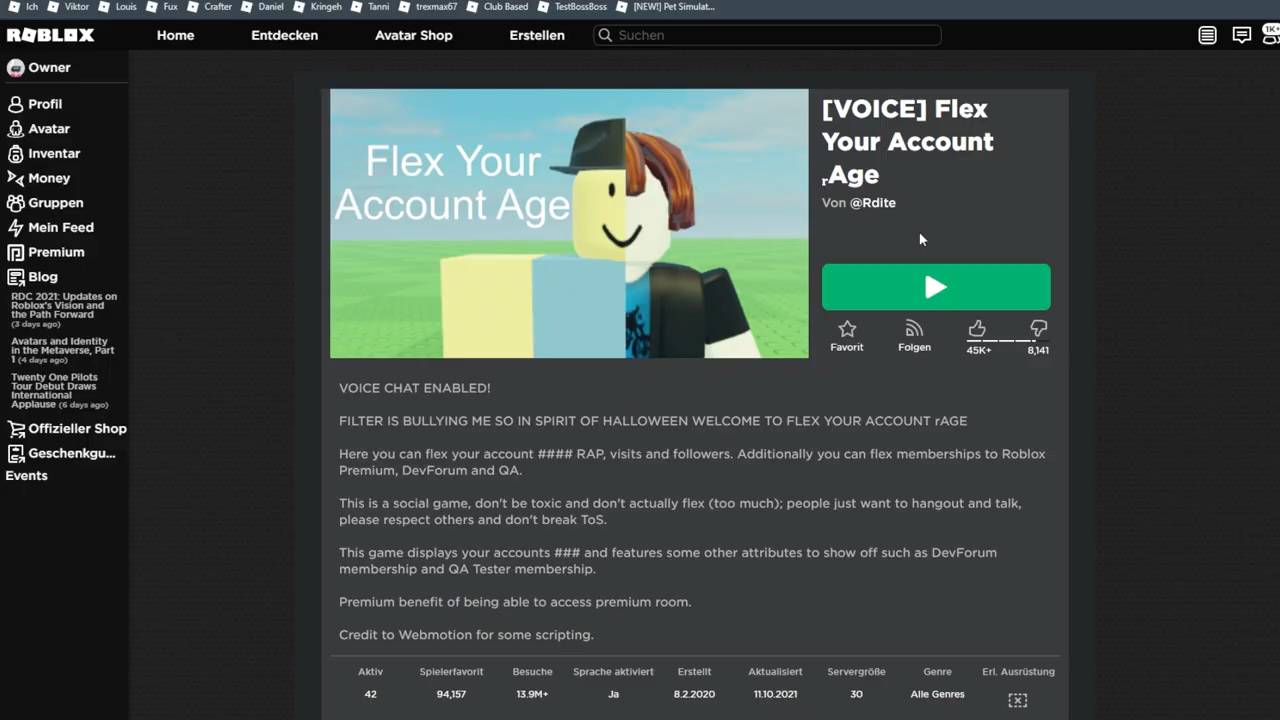 Ich Viktor Louis Fux Crafter Daniel Kringeh Tanni trexmax67 Club Based TestBossBoss [NEW!] Pet Simulat...
ROBLOX Home Entdecken Avatar Shop Erstellen Suchen 1K+
Owner
Profil
Avatar
Inventar
Money
Gruppen
Mein Feed
Premium
Blog
RDC 2021: Updates on
Roblox's Vision and
the Path Forward
(3 days ago)
Avatars and Identity
in the Metaverse, Part
1 (4 days ago)
Twenty One Pilots
Tour Debut Draws
International
Applause (6 days ago)
Offizieller Shop
Geschenkgu...
Events
Flex Your
Account Age
[VOICE] Flex
Your Account
rAge
Von @Rdite
Favorit Folgen 45K+ 8,141
VOICE CHAT ENABLED!
FILTER IS BULLYING ME SO IN SPIRIT OF HALLOWEEN WELCOME TO FLEX YOUR ACCOUNT rAGE
Here you can flex your account #### RAP, visits and followers. Additionally you can flex memberships to Roblox
Premium, DevForum and QA.
This is a social game, don't be toxic and don't actually flex (too much); people just want to hangout and talk,
please respect others and don't break ToS.
This game displays your accounts ### and features some other attributes to show off such as DevForum
membership and QA Tester membership.
Premium benefit of being able to access premium room.
Credit to Webmotion for some scripting.
Aktiv Spielerfavorit Besuche Sprache aktiviert Erstellt Aktualisiert Servergröße Genre Erl. Ausrüstung
42 94,157 13.9M+ Ja 8.2.2020 11.10.2021 30 Alle Genres